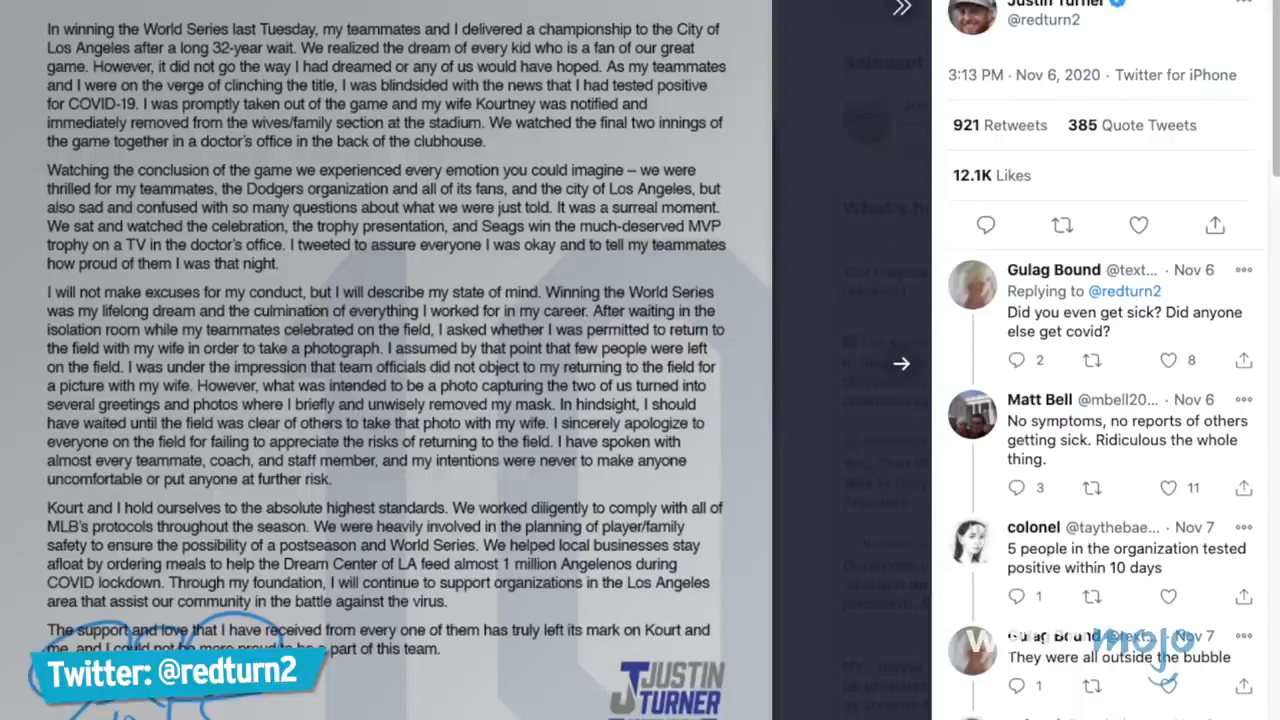 In winning the World Series last Tuesday, my teammates and I delivered a championship to the City of
Los Angeles after a long 32-year wait. We realized the dream of every kid who is a fan of our great
game. However, it did not go the way I had dreamed or any of us would have hoped. As my teammates
and I were on the verge of clinching the title, I was blindsided with the news that I had tested positive
for COVID-19. I was promptly taken out of the game and my wife Kourtney was notified and
immediately removed from the wives/family section at the stadium. We watched the final two innings of
the game together in a doctor's office in the back of the clubhouse.
Watching the conclusion of the game we experienced every emotion you could imagine – we were
thrilled for my teammates, the Dodgers organization and all of its fans, and the city of Los Angeles, but
also sad and confused with so many questions about what we were just told. It was a surreal moment.
We sat and watched the celebration, the trophy presentation, and Seags win the much-deserved MVP
trophy on a TV in the doctor's office. I tweeted to assure everyone I was okay and to tell my teammates
how proud of them I was that night.
I will not make excuses for my conduct, but I will describe my state of mind. Winning the World Series
was my lifelong dream and the culmination of everything I worked for in my career. After waiting in the
isolation room while my teammates celebrated on the field, I asked whether I was permitted to return to
the field with my wife in order to take a photograph. I assumed by that point that few people were left
on the field. I was under the impression that team officials did not object to my returning to the field for
a picture with my wife. However, what was intended to be a photo capturing the two of us turned into
several greetings and photos where I briefly and unwisely removed my mask. In hindsight, I should
have waited until the field was clear of others to take that photo with my wife. I sincerely apologize to
everyone on the field for failing to appreciate the risks of returning to the field. I have spoken with
almost every teammate, coach, and staff member, and my intentions were never to make anyone
uncomfortable or put anyone at further risk.
Kourt and I hold ourselves to the absolute highest standards. We worked diligently to comply with all of
MLB's protocols throughout the season. We were heavily involved in the planning of player/family
safety to ensure the possibility of a postseason and World Series. We helped local businesses stay
afloat by ordering meals to help the Dream Center of LA feed almost 1 million Angelenos during
COVID lockdown. Through my foundation, I will continue to support organizations in the Los Angeles
area that assist our community in the battle against the virus.
The support and love that I have received from every one of them has truly left its mark on Kourt and
me, and I could not be more proud to be a part of this team.
JUSTIN
TURNER
Twitter: @redturn2
Justin Turner
@redturn2
3:13 PM · Nov 6, 2020 · Twitter for iPhone
921 Retweets 385 Quote Tweets
12.1K Likes
Gulag Bound @text... · Nov 6
Replying to @redturn2
Did you even get sick? Did anyone
else get covid?
2 8
Matt Bell @mbell20... · Nov 6
No symptoms, no reports of others
getting sick. Ridiculous the whole
thing.
3 11
colonel @taythebae... · Nov 7
5 people in the organization tested
positive within 10 days
1
Gulag Bound @text... · Nov 7
They were all outside the bubble
1
mojo